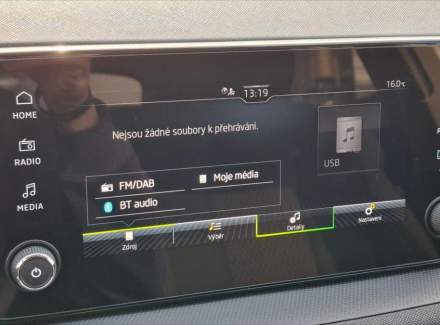 13:19
16.0°C
HOME
Nejsou žádné soubory k přehrávání.
RADIO
USB
FM/DAB
Moje média
MEDIA
BT audio
Zdroj
Výběr
Detaily
Nastavení